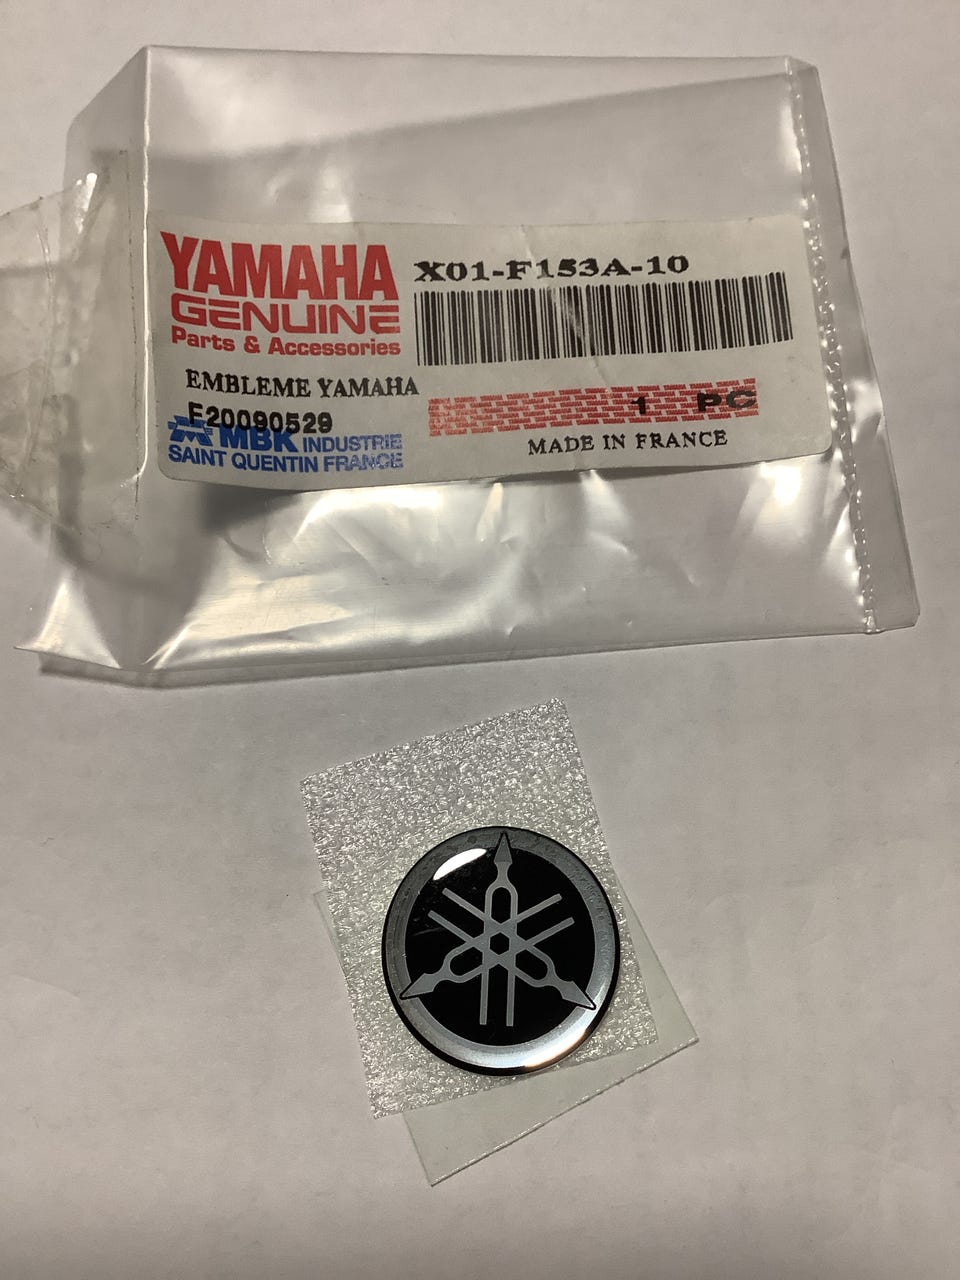 YAMAHA
GENUINE
Parts & Accessories
X01-F153A-10
EMBLEME YAMAHA
F20090529
MBK INDUSTRIE
SAINT QUENTIN FRANCE
1 PC
MADE IN FRANCE